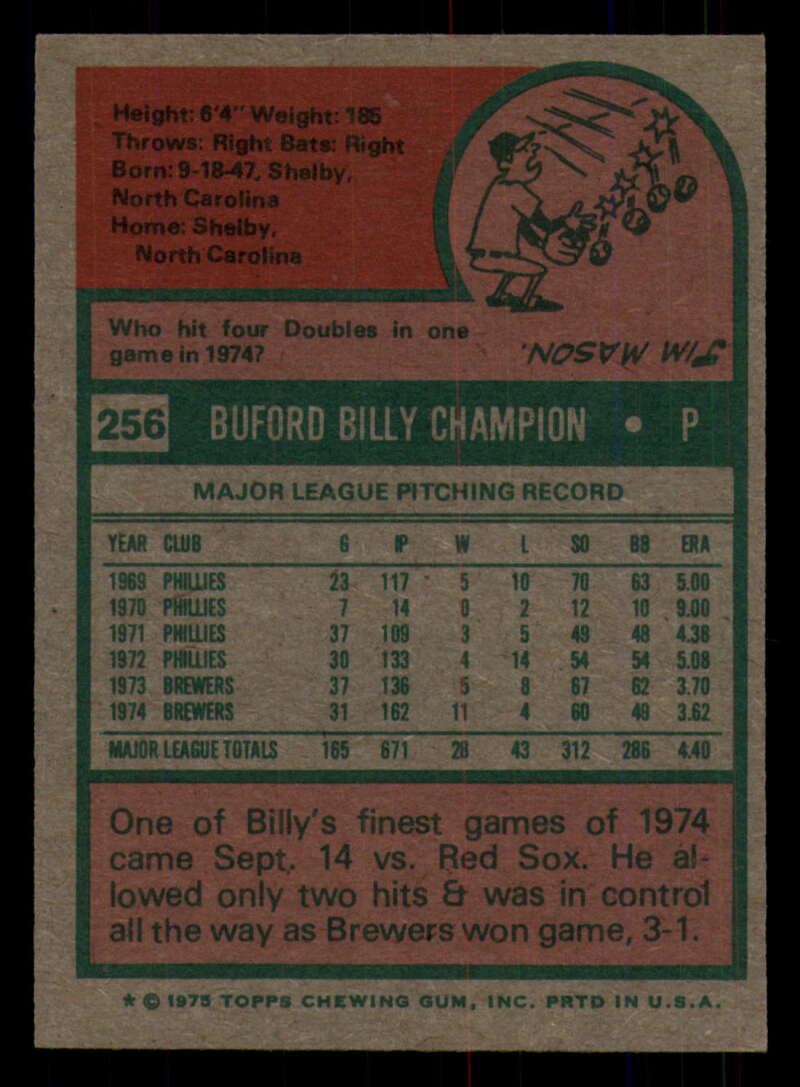 Height: 6'4" Weight: 185
Throws: Right Bats: Right
Born: 9-18-47, Shelby,
North Carolina
Home: Shelby,
North Carolina
Who hit four Doubles in one
game in 1974?
JIM MASON.
256 BUFORD BILLY CHAMPION • P
MAJOR LEAGUE PITCHING RECORD
YEAR CLUB G IP W L SO BB ERA
1969 PHILLIES 23 117 5 10 70 63 5.00
1970 PHILLIES 7 14 0 2 12 10 9.00
1971 PHILLIES 37 109 3 5 49 48 4.38
1972 PHILLIES 30 133 4 14 54 54 5.08
1973 BREWERS 37 136 5 8 67 62 3.70
1974 BREWERS 31 162 11 4 60 49 3.62
MAJOR LEAGUE TOTALS 165 671 28 43 312 286 4.40
One of Billy's finest games of 1974
came Sept. 14 vs. Red Sox. He al-
lowed only two hits & was in control
all the way as Brewers won game, 3-1.
* © 1975 TOPPS CHEWING GUM, INC. PRTD IN U.S.A.